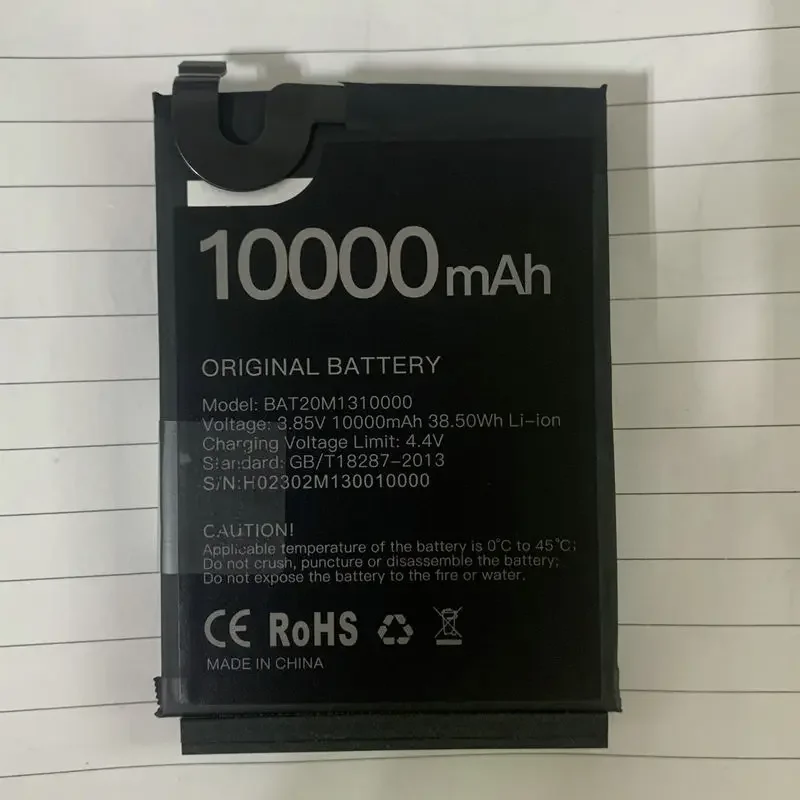 10000mAh
ORIGINAL BATTERY
Model: BAT20M1310000
Voltage: 3.85V 10000mAh 38.50Wh Li-ion
Charging Voltage Limit: 4.4V
Standard: GB/T18287-2013
S/N:H02302M130010000
CAUTION!
Applicable temperature of the battery is 0°C to 45°C;
Do not crush, puncture or disassemble the battery;
Do not expose the battery to the fire or water.
CE RoHS
MADE IN CHINA